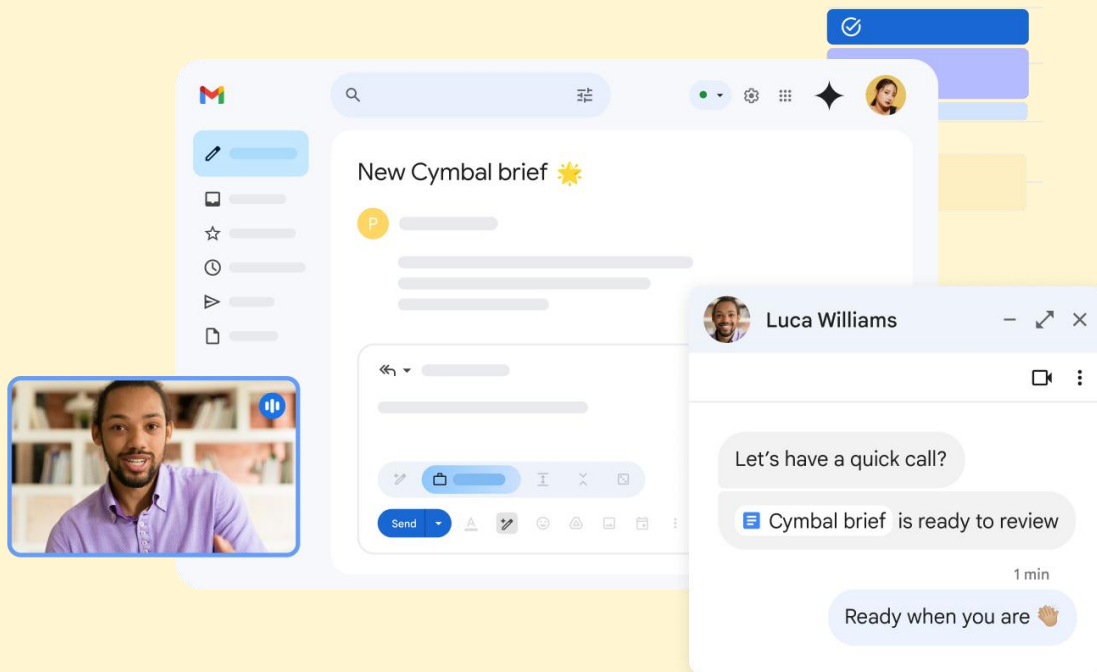 New Cymbal brief 🌟
P
Send
Luca Williams
Let's have a quick call?
Cymbal brief is ready to review
1 min
Ready when you are 👏🏼